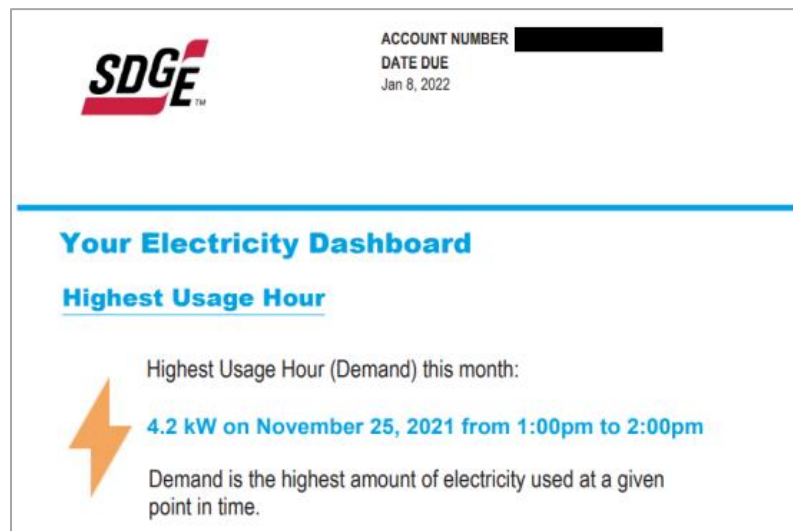 SDGE TM
ACCOUNT NUMBER
DATE DUE
Jan 8, 2022
Your Electricity Dashboard
Highest Usage Hour
Highest Usage Hour (Demand) this month:
4.2 kW on November 25, 2021 from 1:00pm to 2:00pm
Demand is the highest amount of electricity used at a given
point in time.